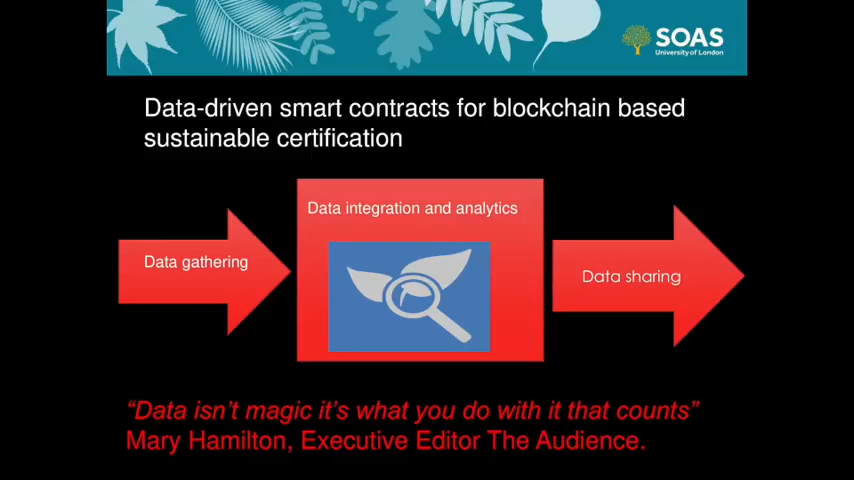 SOAS
University of London
Data-driven smart contracts for blockchain based
sustainable certification
Data integration and analytics
Data gathering
Data sharing
“Data isn’t magic it’s what you do with it that counts”
Mary Hamilton, Executive Editor The Audience.